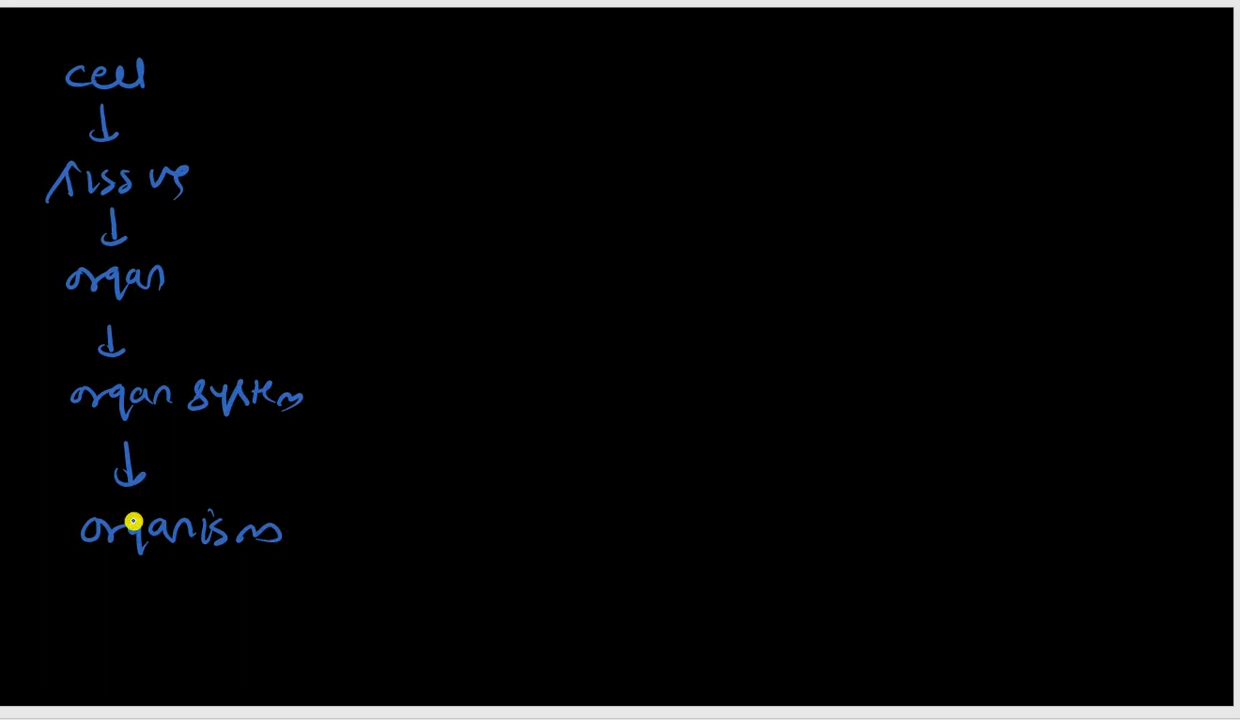 cell
↓
tissue
↓
organ
↓
organ system
↓
organism